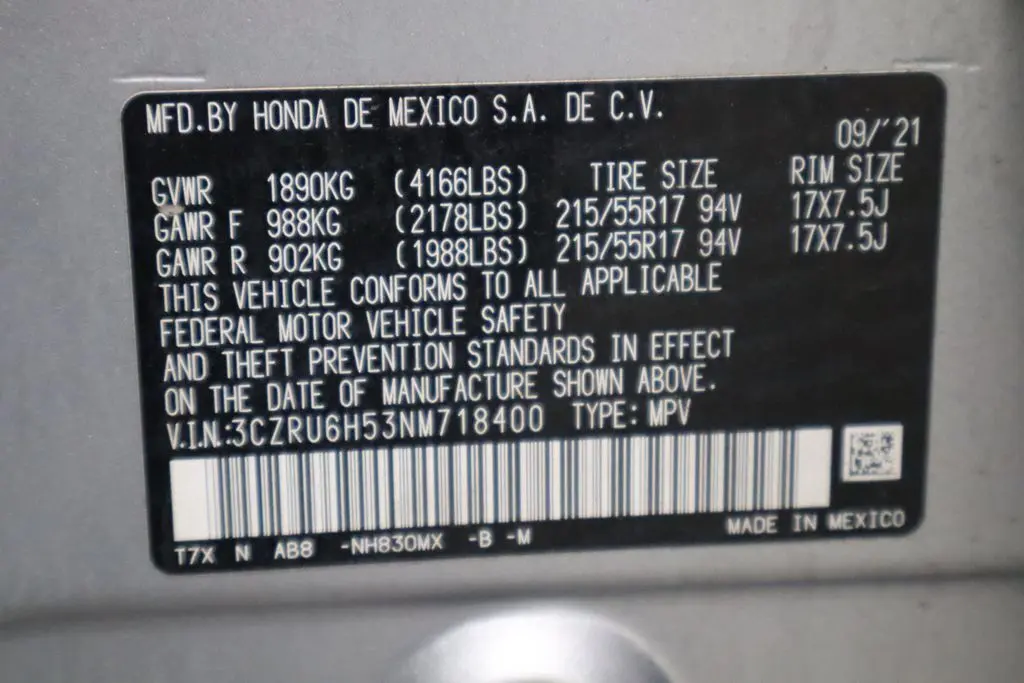 MFD.BY HONDA DE MEXICO S.A. DE C.V.
09/'21
GVWR 1890KG (4166LBS) TIRE SIZE RIM SIZE
GAWR F 988KG (2178LBS) 215/55R17 94V 17X7.5J
GAWR R 902KG (1988LBS) 215/55R17 94V 17X7.5J
THIS VEHICLE CONFORMS TO ALL APPLICABLE
FEDERAL MOTOR VEHICLE SAFETY
AND THEFT PREVENTION STANDARDS IN EFFECT
ON THE DATE OF MANUFACTURE SHOWN ABOVE.
V.I.N.:3CZRU6H53NM718400 TYPE: MPV
T7X N AB8 -NH830MX -B -M MADE IN MEXICO